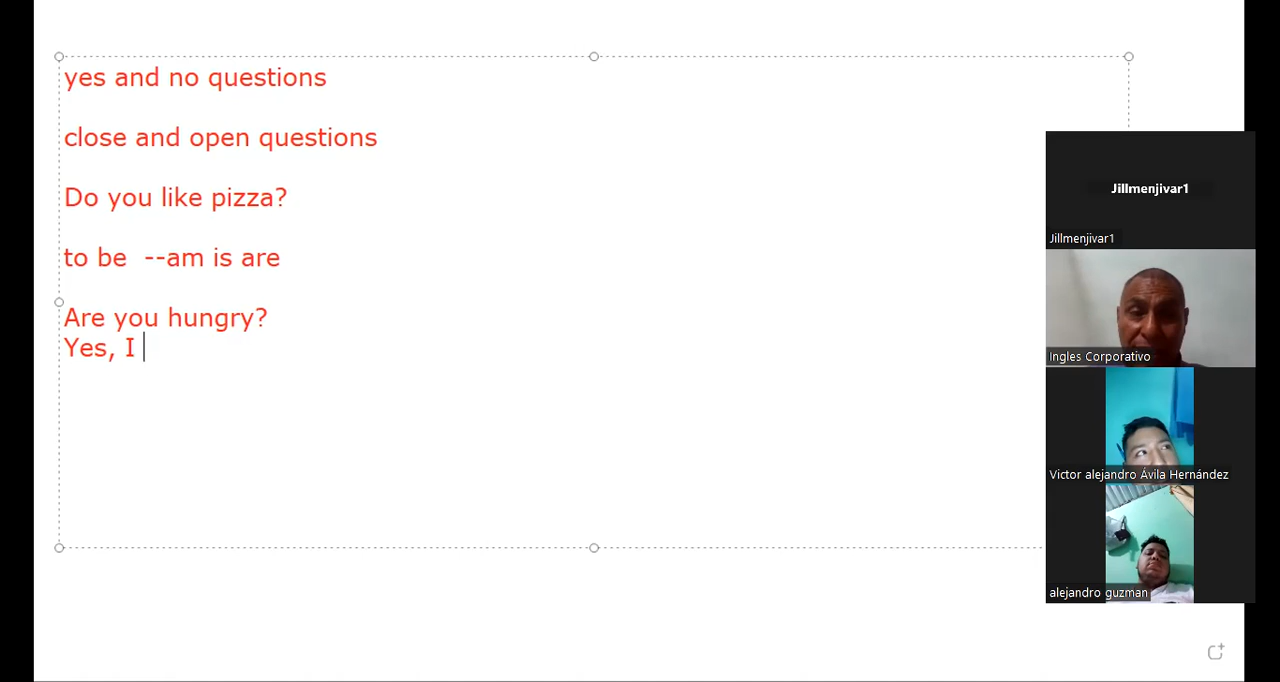 yes and no questions
close and open questions
Do you like pizza?
to be --am is are
Are you hungry?
Yes, I
Jillmenjivar1
Jillmenjivar1
Ingles Corporativo
Victor alejandro Ávila Hernández
alejandro guzman